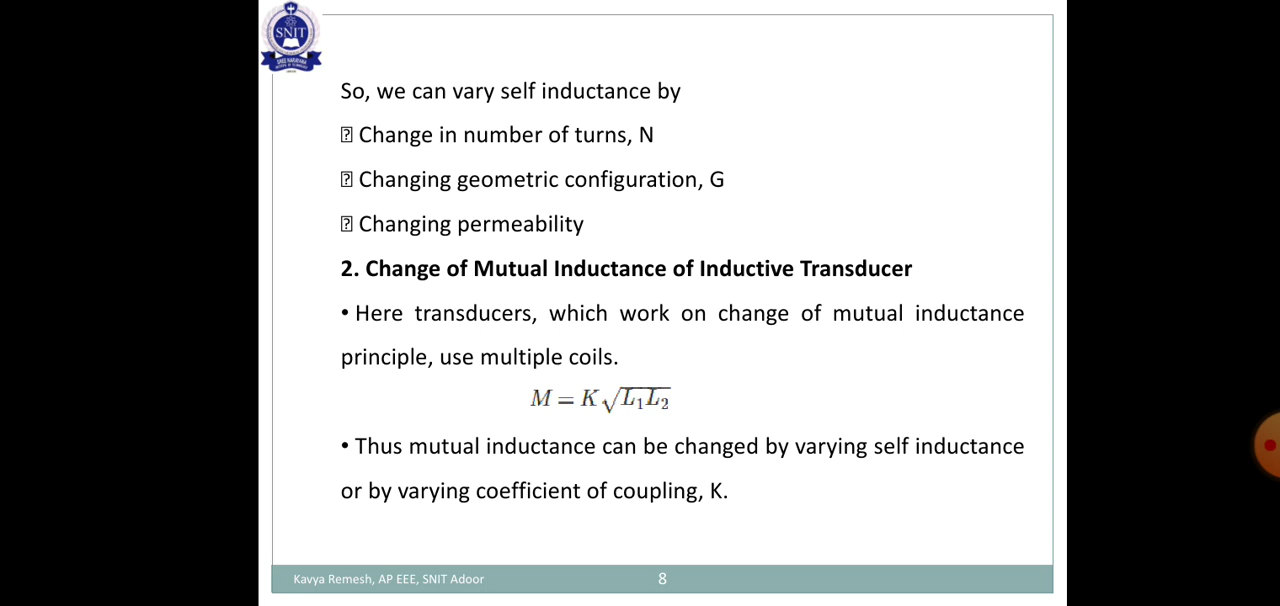 SNIT
So, we can vary self inductance by
⍰ Change in number of turns, N
⍰ Changing geometric configuration, G
⍰ Changing permeability
2. Change of Mutual Inductance of Inductive Transducer
• Here transducers, which work on change of mutual inductance
principle, use multiple coils.
M = K√L₁L₂
• Thus mutual inductance can be changed by varying self inductance
or by varying coefficient of coupling, K.
Kavya Remesh, AP EEE, SNIT Adoor
8